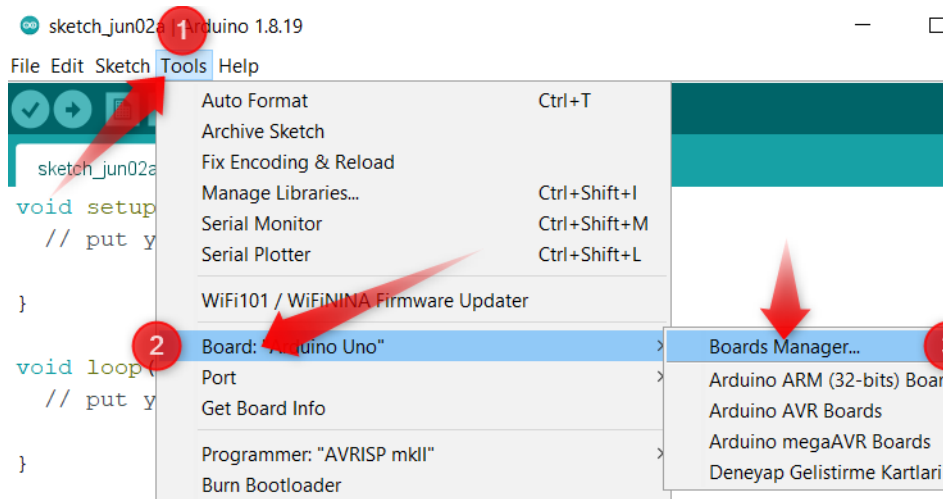 sketch_jun02a | Arduino 1.8.19
1
File Edit Sketch Tools Help
Auto Format Ctrl+T
Archive Sketch
Fix Encoding & Reload
sketch_jun02a
Manage Libraries... Ctrl+Shift+I
void setup
Serial Monitor Ctrl+Shift+M
// put y
Serial Plotter Ctrl+Shift+L
}
WiFi101 / WiFiNINA Firmware Updater
2
Board: "Arduino Uno"
Boards Manager...
void loop(
Port
Arduino ARM (32-bits) Boar
// put y
Get Board Info
Arduino AVR Boards
Arduino megaAVR Boards
}
Programmer: "AVRISP mkII"
Deneyap Gelistirme Kartlari
Burn Bootloader